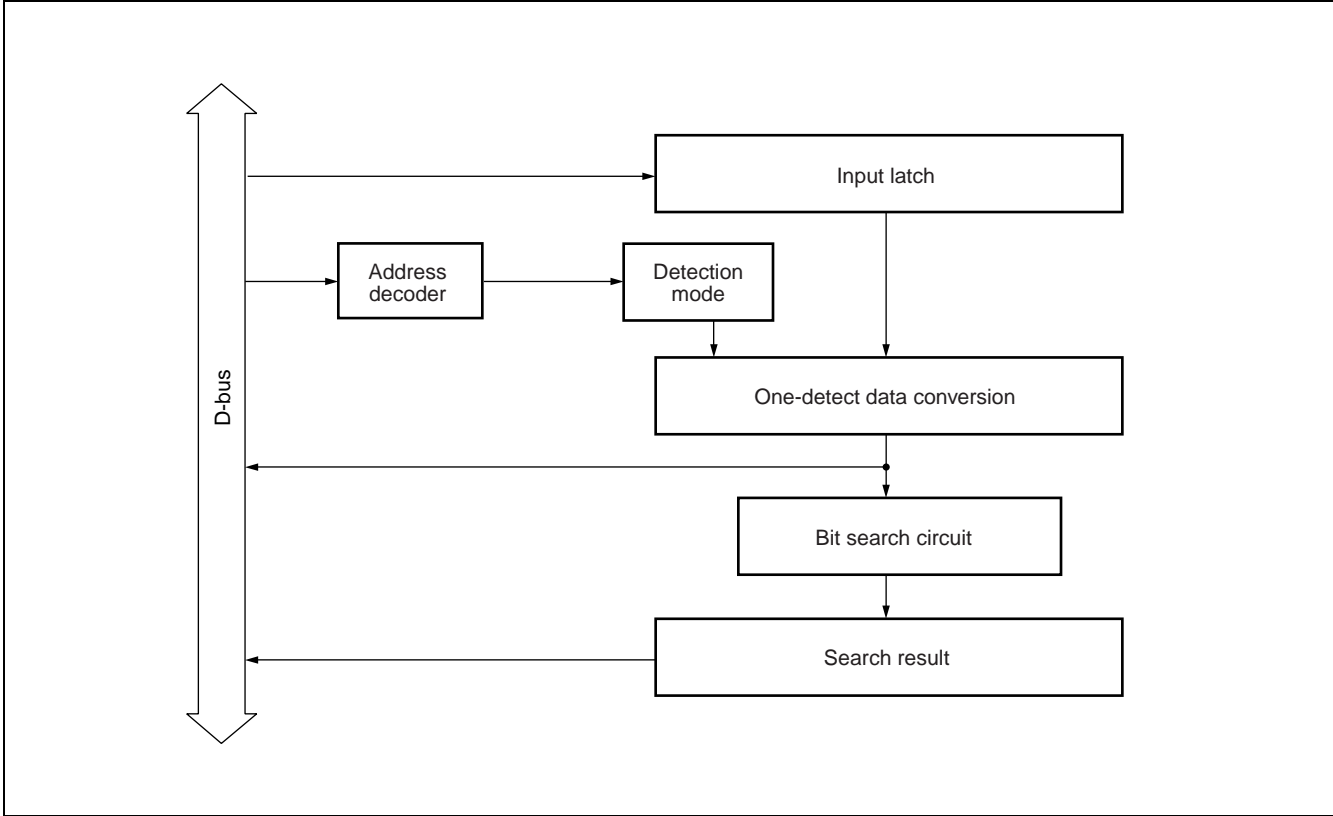 Input latch
Address
decoder
Detection
mode
One-detect data conversion
D-bus
Bit search circuit
Search result